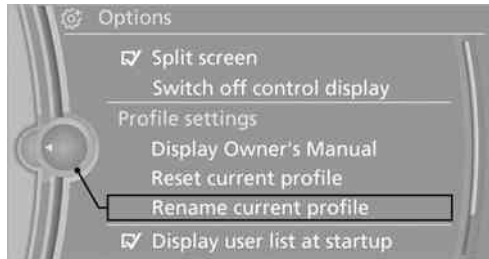 Options
Split screen
Switch off control display
Profile settings
Display Owner's Manual
Reset current profile
Rename current profile
Display user list at startup